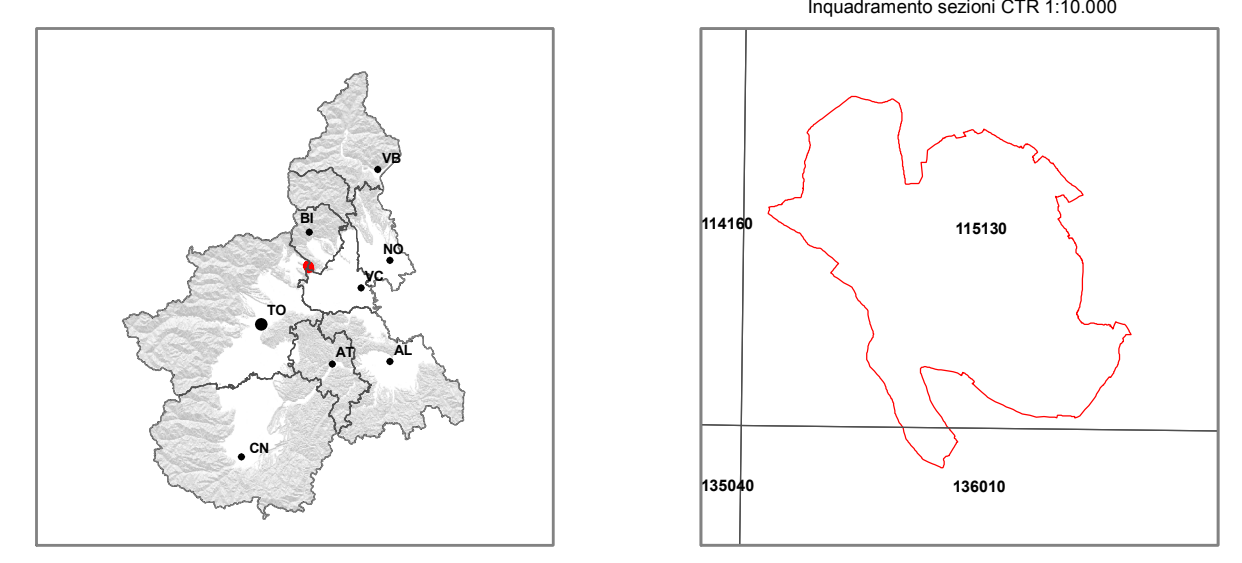 Inquadramento sezioni CTR 1:10.000
VB
BI
NO
VC
TO
AT
AL
CN
114160
115130
135040
136010